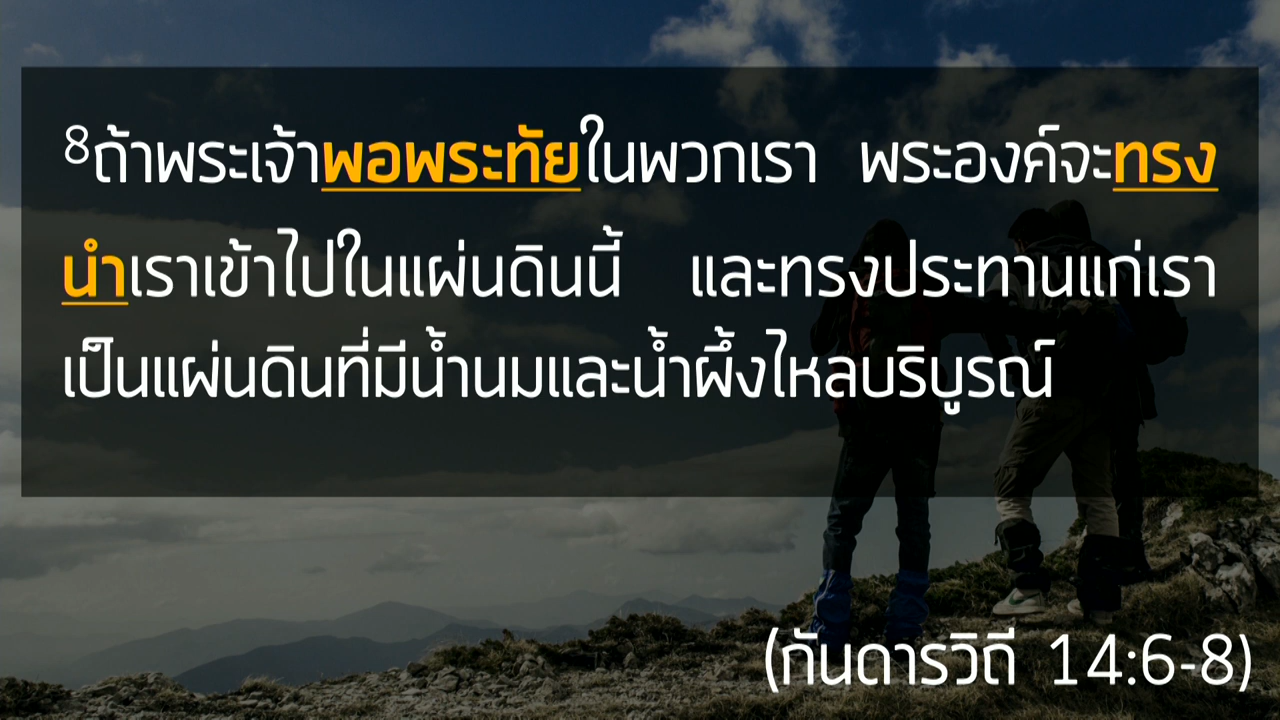 8ถ้าพระเจ้าพอพระทัยในพวกเรา พระองค์จะทรง
นำเราเข้าไปในแผ่นดินนี้ และทรงประทานแก่เรา
เป็นแผ่นดินที่มีน้ำนมและน้ำผึ้งไหลบริบูรณ์
(กันดารวิถี 14:6-8)